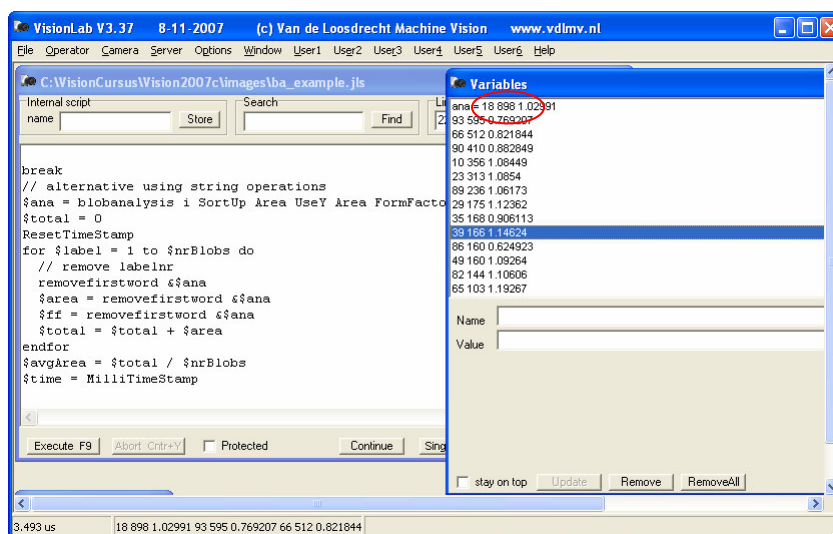 VisionLab V3.37 8-11-2007 (c) Van de Loosdrecht Machine Vision www.vdlmv.nl
File Operator Camera Server Options Window User1 User2 User3 User4 User5 User6 Help
C:\VisionCursus\Vision2007c\images\ba_example.jls
Internal script
name
Store
Search
Find
break
// alternative using string operations
$ana = blobanalysis i SortUp Area UseY Area FormFacto
$total = 0
ResetTimeStamp
for $label = 1 to $nrBlobs do
// remove labelnr
removefirstword &$ana
$area = removefirstword &$ana
$ff = removefirstword &$ana
$total = $total + $area
endfor
$avgArea = $total / $nrBlobs
$time = MilliTimeStamp
Execute F9
Abort Cntr+Y
Protected
Continue
Sing
Variables
ana = 18 898 1.02991
93 595 0.769207
66 512 0.821844
90 410 0.882849
10 356 1.08449
23 313 1.0854
89 236 1.06173
29 175 1.12362
35 168 0.906113
39 166 1.14624
86 160 0.624923
49 160 1.09264
82 144 1.10606
65 103 1.19267
Name
Value
stay on top
Update
Remove
RemoveAll
3.493 us
18 898 1.02991 93 595 0.769207 66 512 0.821844